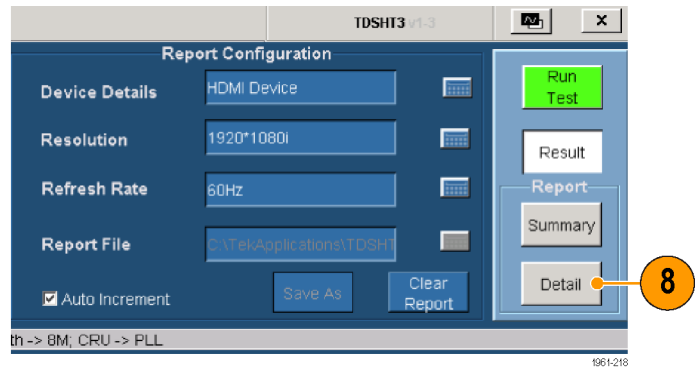 TDSHT3 v1-3
x
Report Configuration
Device Details
HDMI Device
Resolution
1920*1080i
Refresh Rate
60Hz
Report File
C:\TekApplications\TDSHT
Auto Increment
Save As
Clear
Report
Run
Test
Result
Report
Summary
Detail
8
th -> 8M; CRU -> PLL
1961-218